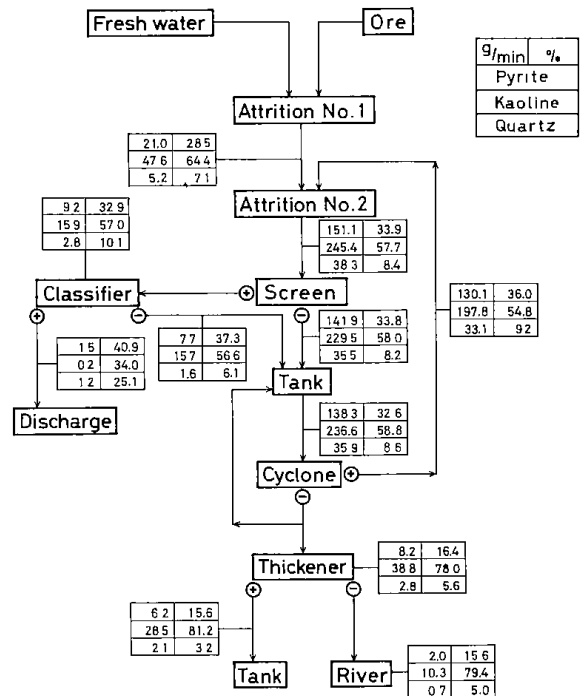 Fresh water
Ore
g/min %
Pyrite
Kaoline
Quartz
Attrition No.1
21.0 28.5
47.6 64.4
5.2 7.1
Attrition No.2
9.2 32.9
15.9 57.0
2.8 10.1
151.1 33.9
245.4 57.7
38.3 8.4
Classifier
+
Screen
130.1 36.0
197.8 54.8
33.1 9.2
+
−
−
7.7 37.3
15.7 56.6
1.6 6.1
141.9 33.8
229.5 58.0
35.5 8.2
1.5 40.9
0.2 34.0
1.2 25.1
Tank
Discharge
138.3 32.6
236.6 58.8
35.9 8.6
Cyclone
+
−
Thickener
8.2 16.4
38.8 78.0
2.8 5.6
+
−
6.2 15.6
28.5 81.2
2.1 3.2
Tank
River
2.0 15.6
10.3 79.4
0.7 5.0